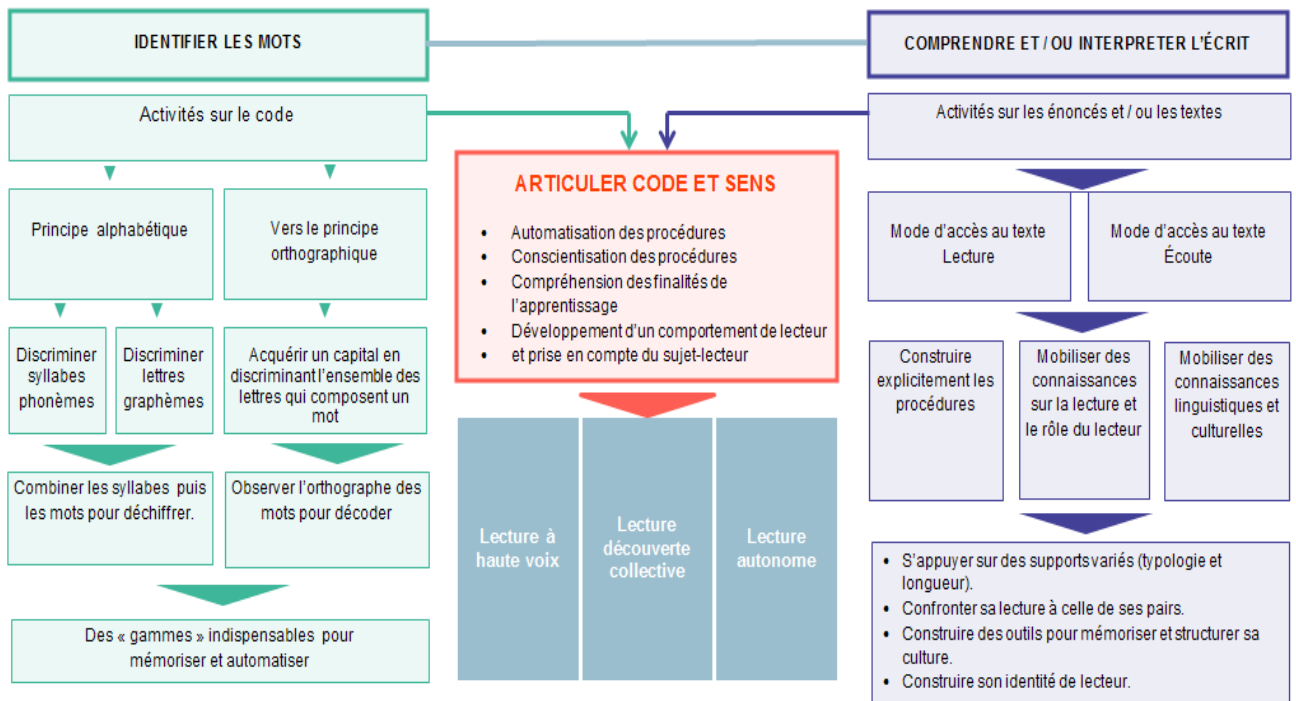 IDENTIFIER LES MOTS
COMPRENDRE ET / OU INTERPRETER L'ÉCRIT
Activités sur le code
Activités sur les énoncés et / ou les textes
Principe alphabétique
Vers le principe
orthographique
Discriminer
syllabes
phonèmes
Discriminer
lettres
graphèmes
Acquérir un capital en
discriminant l'ensemble des
lettres qui composent un
mot
Combiner les syllabes puis
les mots pour déchiffrer.
Observer l'orthographe des
mots pour décoder
Des « gammes » indispensables pour
mémoriser et automatiser
ARTICULER CODE ET SENS
• Automatisation des procédures
• Conscientisation des procédures
• Compréhension des finalités de
l'apprentissage
• Développement d'un comportement de lecteur
• et prise en compte du sujet-lecteur
Lecture à
haute voix
Lecture
découverte
collective
Lecture
autonome
Mode d'accès au texte
Lecture
Mode d'accès au texte
Écoute
Construire
explicitement les
procédures
Mobiliser des
connaissances
sur la lecture et
le rôle du lecteur
Mobiliser des
connaissances
linguistiques et
culturelles
• S'appuyer sur des supports variés (typologie et
longueur).
• Confronter sa lecture à celle de ses pairs.
• Construire des outils pour mémoriser et structurer sa
culture.
• Construire son identité de lecteur.